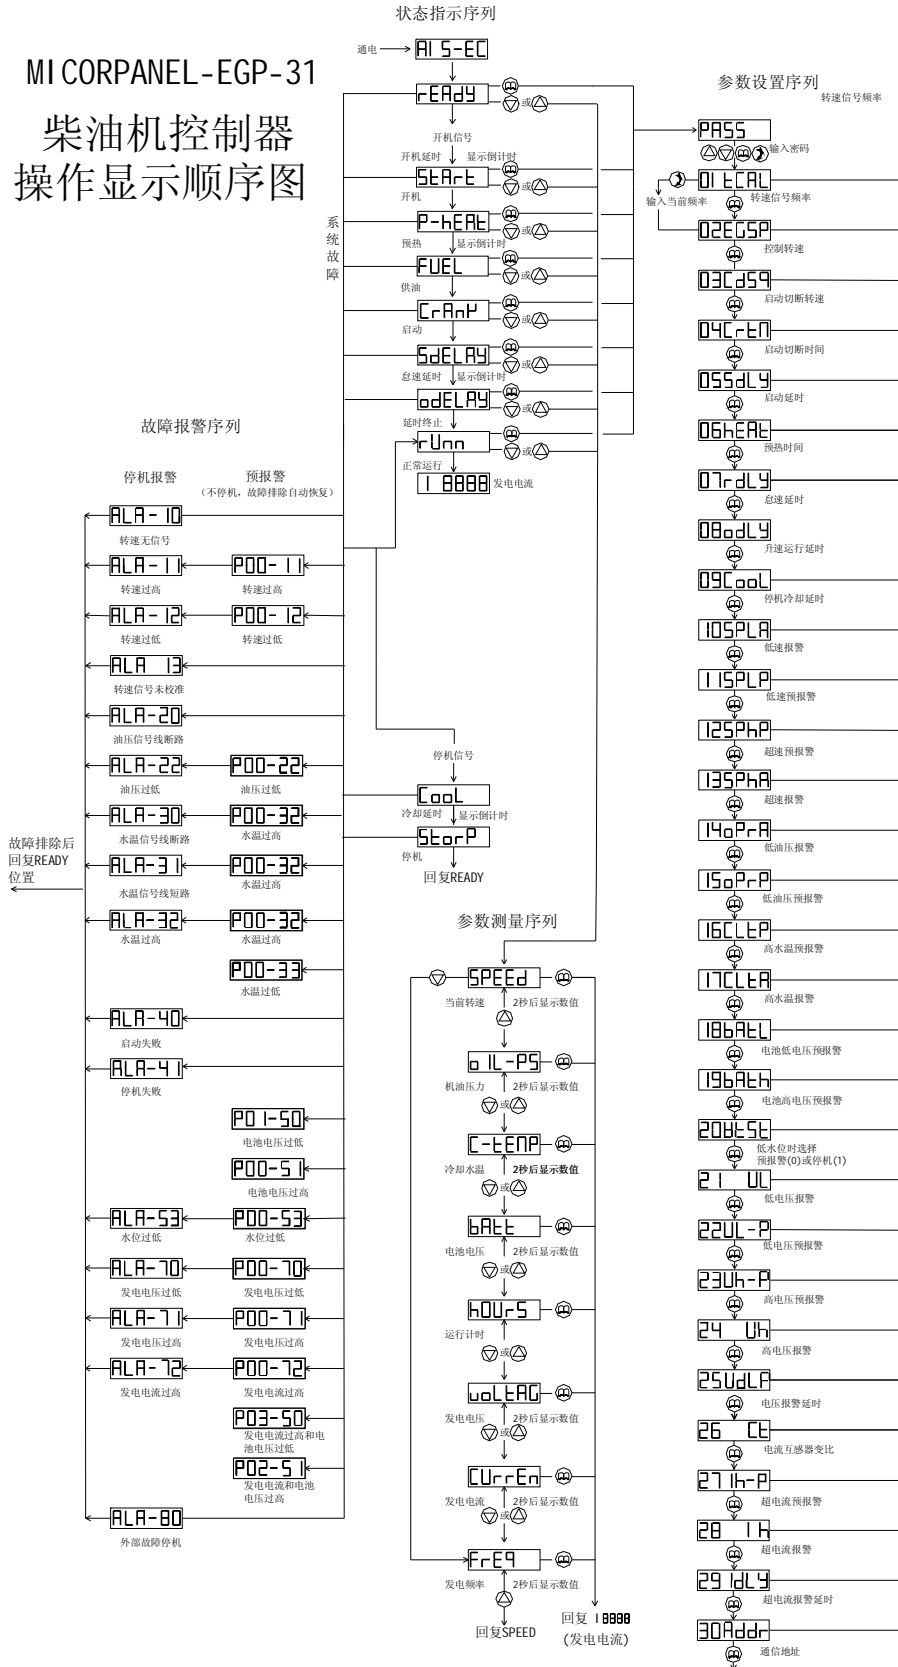 状态指示序列
MICORPANEL-EGP-31
柴油机控制器
操作显示顺序图
通电
AIS-EC
rEAdy
或
开机信号
开机延时 显示倒计时
StArt
或
开机
P-hEAt
或
预热 显示倒计时
FUEL
或
供油
CrAnK
或
启动
SdELAY
或
怠速延时 显示倒计时
odELAY
或
延时终止
rUnn
或
正常运行
I 8888 发电电流
系统故障
停机信号
CooL
冷却延时 显示倒计时
StorP
停机
回复READY
故障报警序列
停机报警
预报警
(不停机,故障排除自动恢复)
ALA-10
转速无信号
ALA-11 P00-11
转速过高 转速过高
ALA-12 P00-12
转速过低 转速过低
ALA 13
转速信号未校准
ALA-20
油压信号线断路
ALA-22 P00-22
油压过低 油压过低
ALA-30 P00-32
水温信号线断路 水温过高
ALA-31 P00-32
水温信号线短路 水温过高
ALA-32 P00-32
水温过高 水温过高
P00-33
水温过低
ALA-40
启动失败
ALA-41
停机失败
P01-50
电池电压过低
P00-51
电池电压过高
ALA-53 P00-53
水位过低 水位过低
ALA-70 P00-70
发电电压过低 发电电压过低
ALA-71 P00-71
发电电压过高 发电电压过高
ALA-72 P00-72
发电电流过高 发电电流过高
P03-50
发电电流过高和电
池电压过低
P02-51
发电电流和电池
电压过高
ALA-80
外部故障停机
故障排除后
回复READY
位置
参数测量序列
SPEEd
当前转速 2秒后显示数值
oIL-PS
机油压力 2秒后显示数值
或
C-tEMP
冷却水温 2秒后显示数值
或
bAtt
电池电压 2秒后显示数值
或
hOUrS
运行计时
或
voLtAG
发电电压 2秒后显示数值
或
CUrrEn
发电电流 2秒后显示数值
或
FrEq
发电频率 2秒后显示数值
回复SPEED
回复 I 8888
(发电电流)
参数设置序列
转速信号频率
PASS
输入密码
01tCAL
转速信号频率
输入当前频率
02EGSP
控制转速
03CdSq
启动切断转速
04CrtM
启动切断时间
05SdLY
启动延时
06hEAt
预热时间
07rdLY
怠速延时
08odLY
升速运行延时
09CooL
停机冷却延时
10SPLA
低速报警
11SPLP
低速预报警
12SPhP
超速预报警
13SPhA
超速报警
14oPrA
低油压报警
15oPrP
低油压预报警
16CLtP
高水温预报警
17CLtA
高水温报警
18bAtL
电池低电压预报警
19bAth
电池高电压预报警
20WtSt
低水位时选择
预报警(0)或停机(1)
21 UL
低电压报警
22UL-P
低电压预报警
23Uh-P
高电压预报警
24 Uh
高电压报警
25UdLF
电压报警延时
26 Ct
电流互感器变比
27Ih-P
超电流预报警
28 Ih
超电流报警
29IdLY
超电流报警延时
30Addr
通信地址